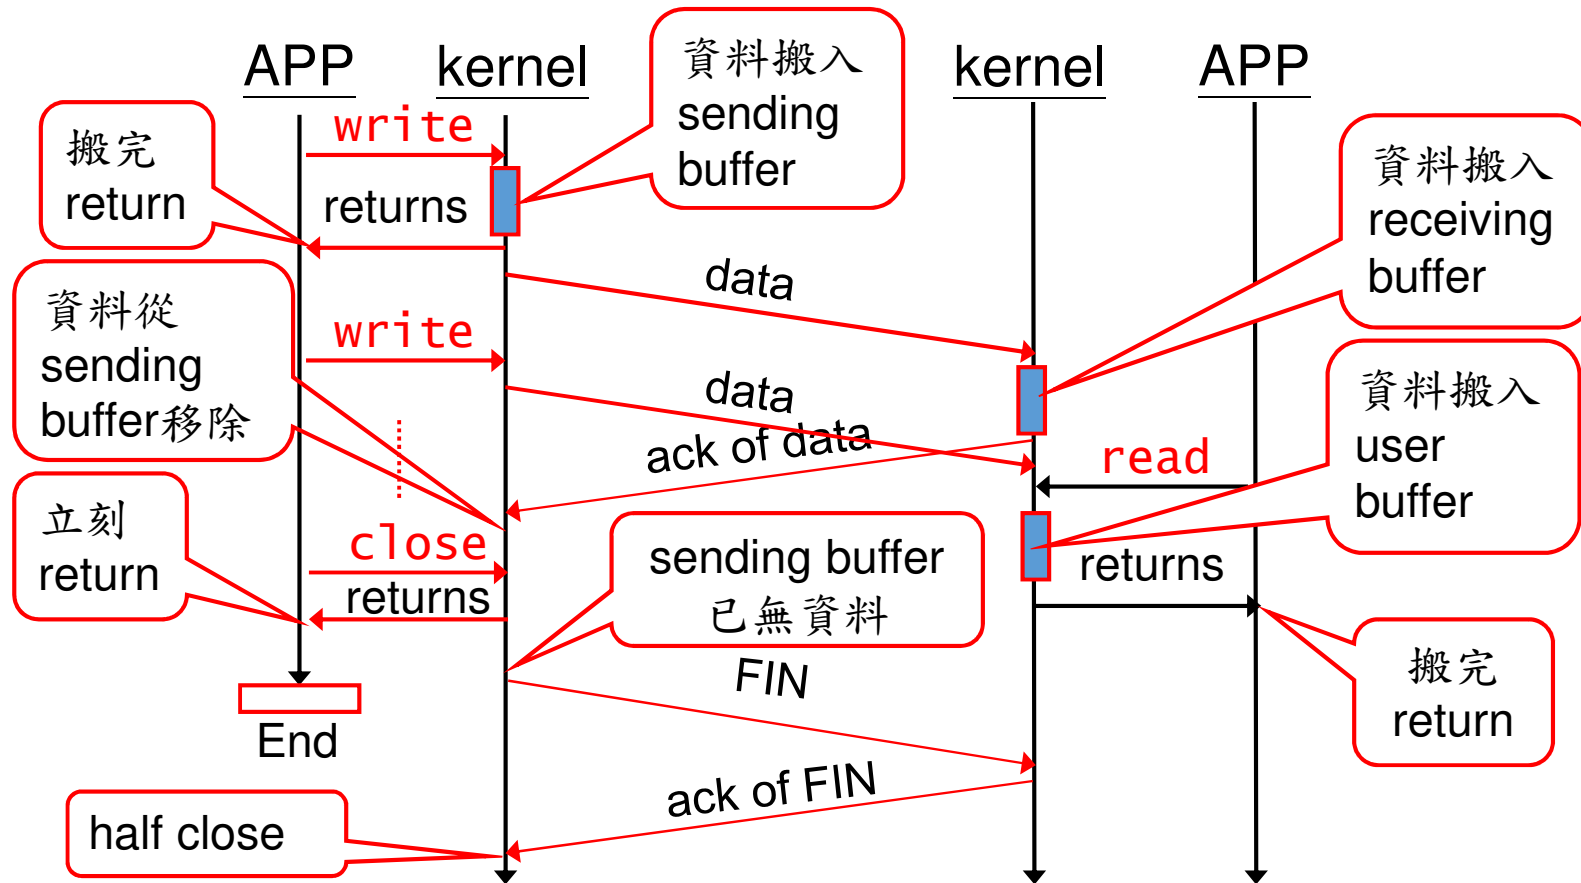 APP
kernel
kernel
APP
資料搬入
sending
buffer
write
搬完
return
returns
資料搬入
receiving
buffer
data
資料從
sending
buffer移除
write
data
ack of data
資料搬入
user
buffer
read
立刻
return
close
returns
sending buffer
已無資料
returns
FIN
搬完
return
End
ack of FIN
half close